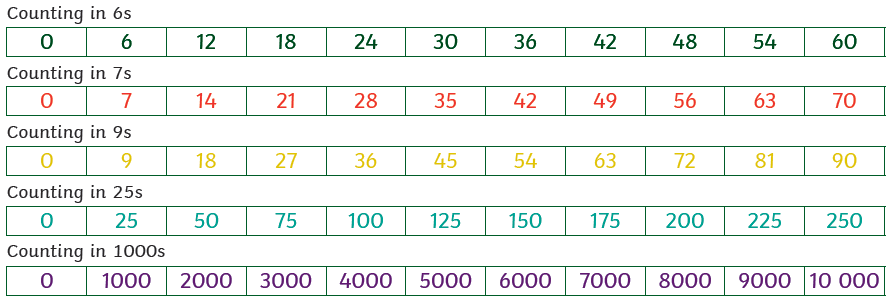 Counting in 6s
0 6 12 18 24 30 36 42 48 54 60
Counting in 7s
0 7 14 21 28 35 42 49 56 63 70
Counting in 9s
0 9 18 27 36 45 54 63 72 81 90
Counting in 25s
0 25 50 75 100 125 150 175 200 225 250
Counting in 1000s
0 1000 2000 3000 4000 5000 6000 7000 8000 9000 10 000